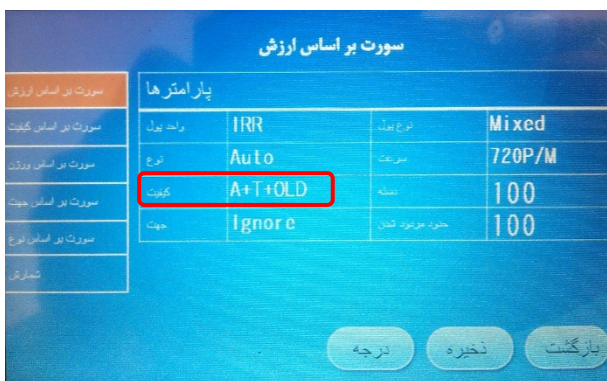 سورت بر اساس ارزش
سورت بر اساس ارزش
سورت بر اساس کیفیت
سورت بر اساس ورژن
سورت بر اساس جهت
سورت بر اساس نوع
شمارش
پارامترها
واحد پول IRR نوع پول Mixed
نوع Auto سرعت 720P/M
کیفیت A+T+OLD دسته 100
جهت Ignore حدود مردود شدن 100
درجه ذخیره بازگشت